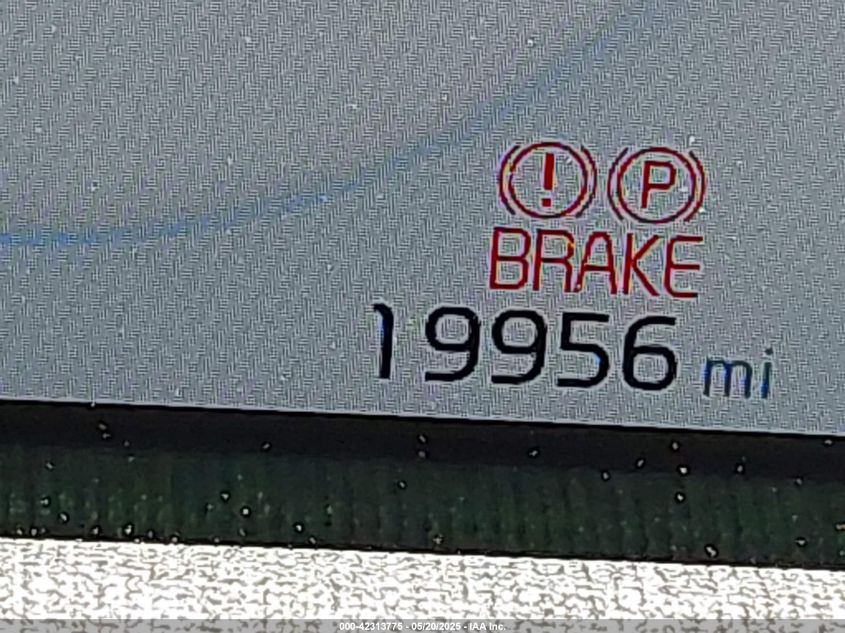 ! P
BRAKE
19956 mi
000-42313775 - 05/20/2025 - IAA Inc.